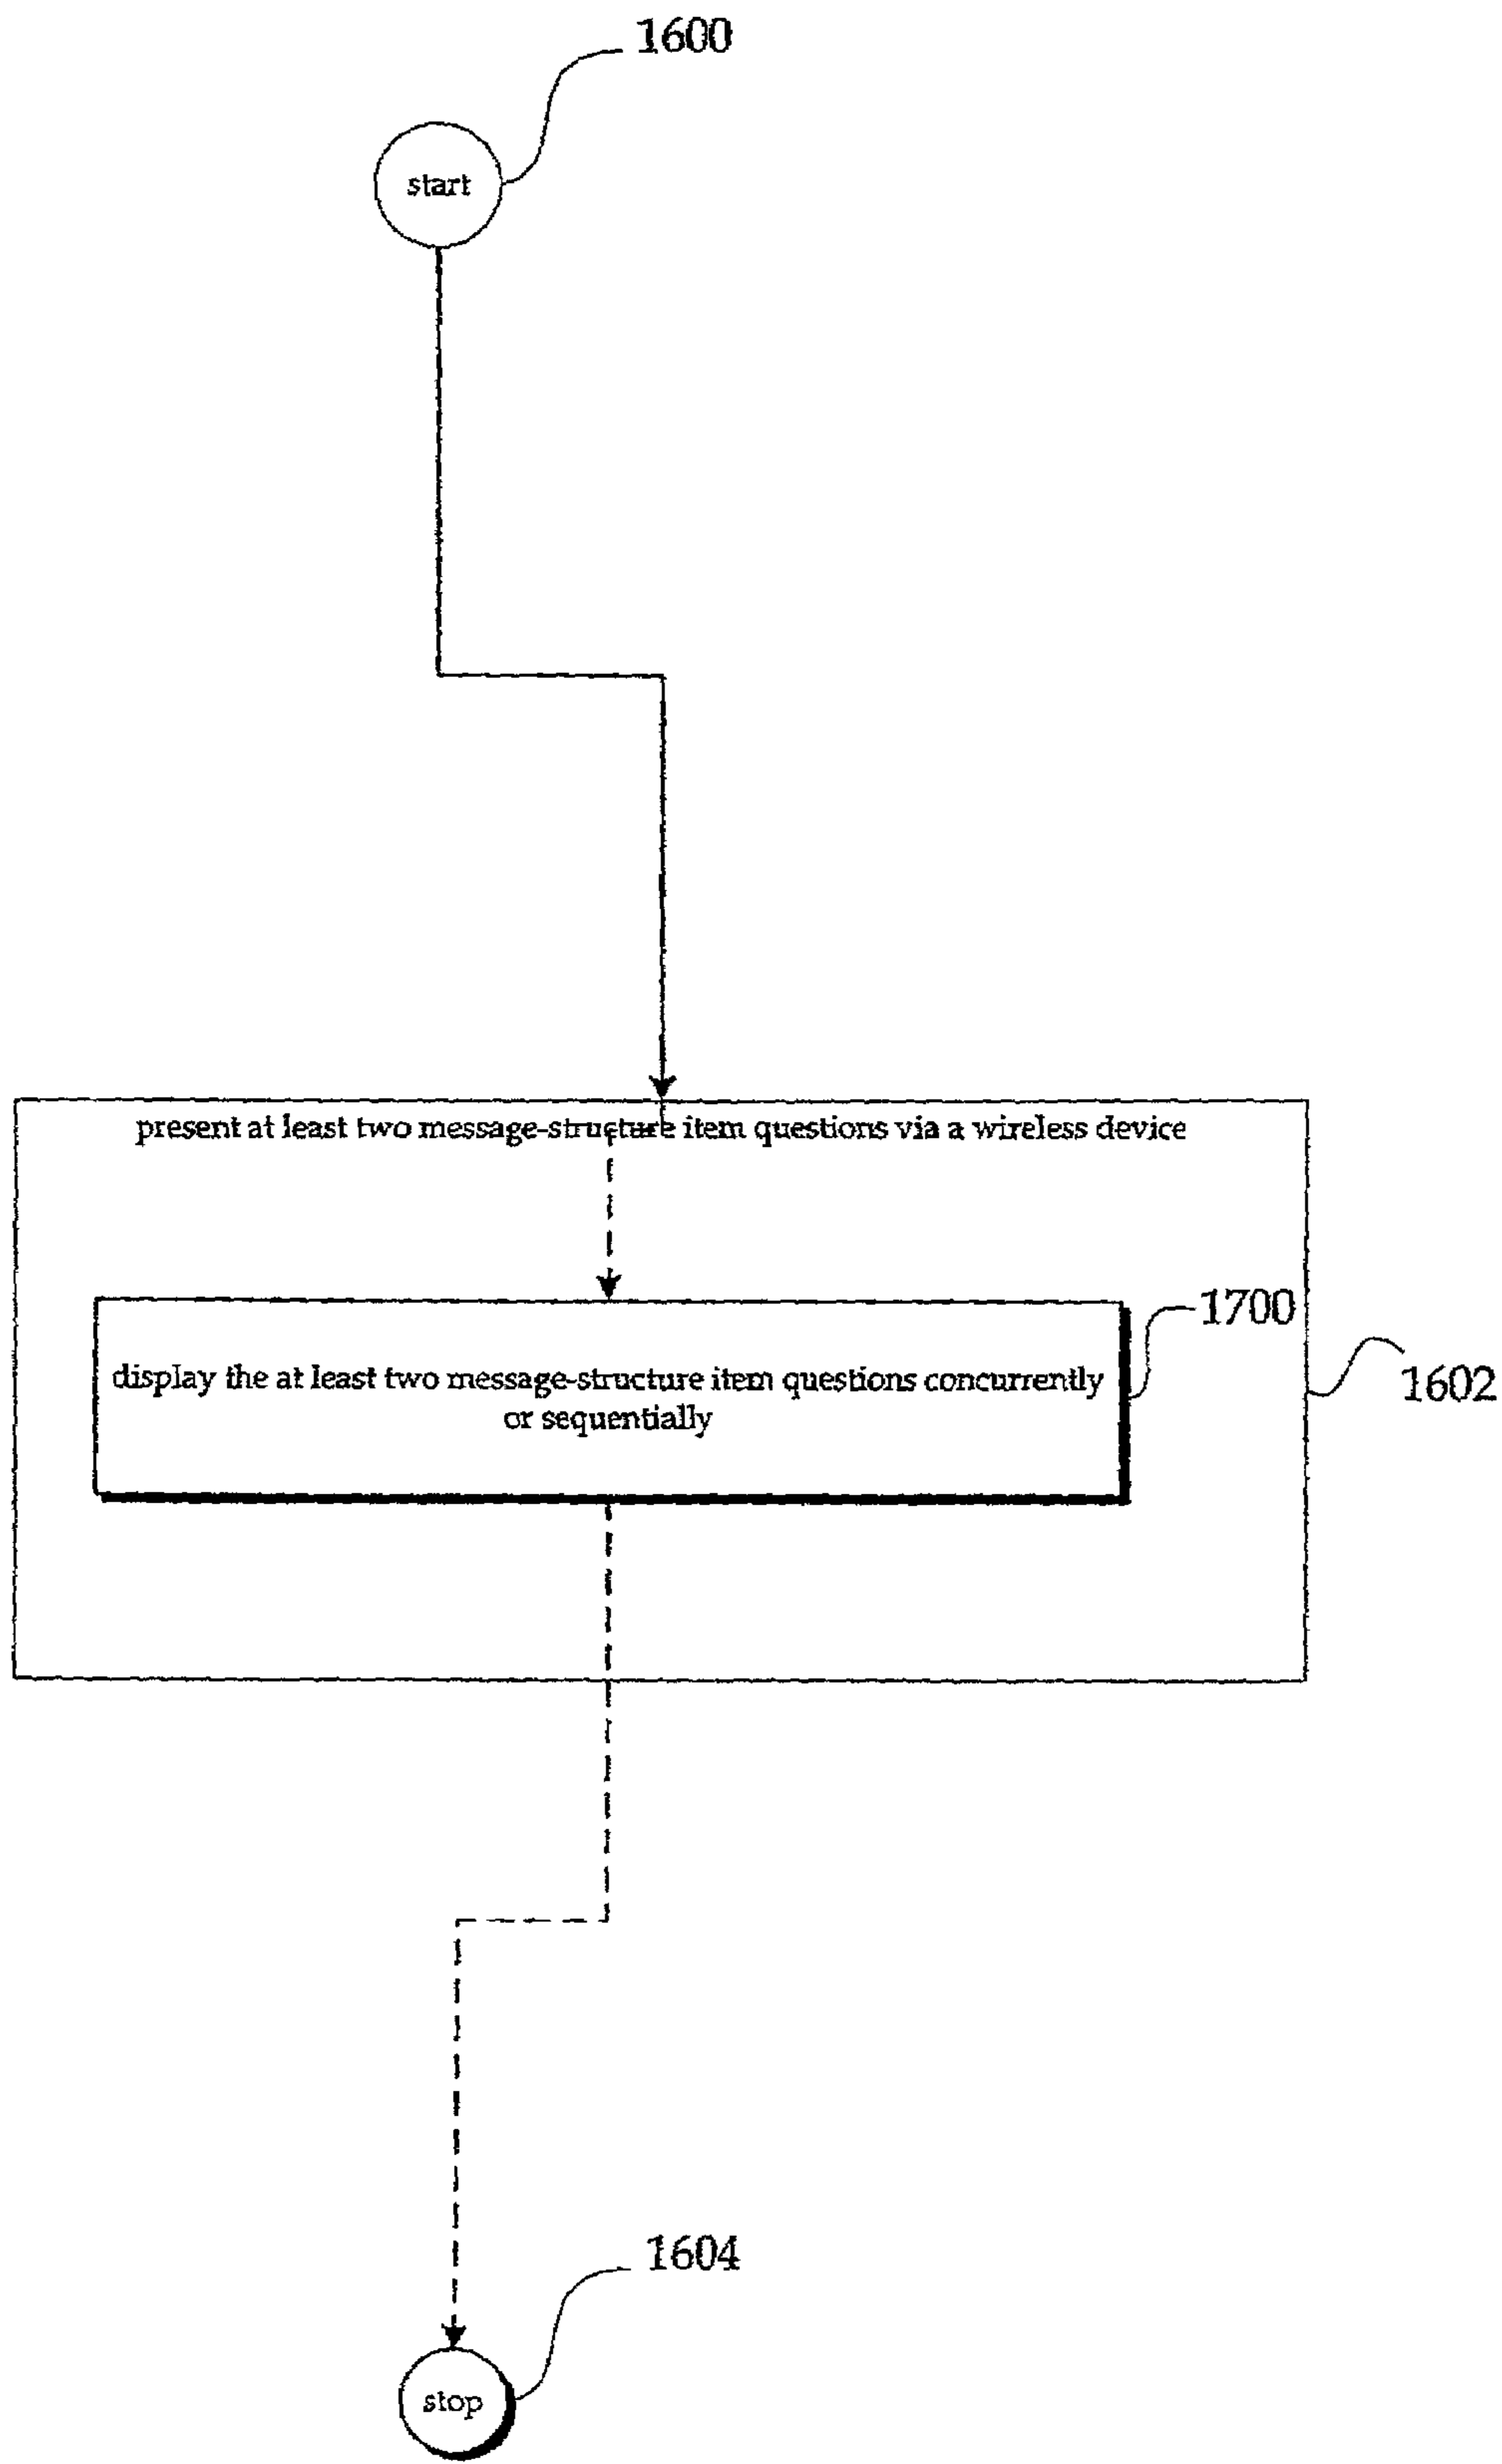 1600
start
present at least two message-structure item questions via a wireless device
1700
display the at least two message-structure item questions concurrently
or sequentially
1602
1604
stop